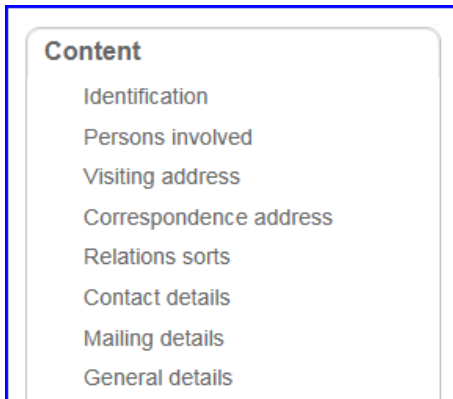 Content
Identification
Persons involved
Visiting address
Correspondence address
Relations sorts
Contact details
Mailing details
General details